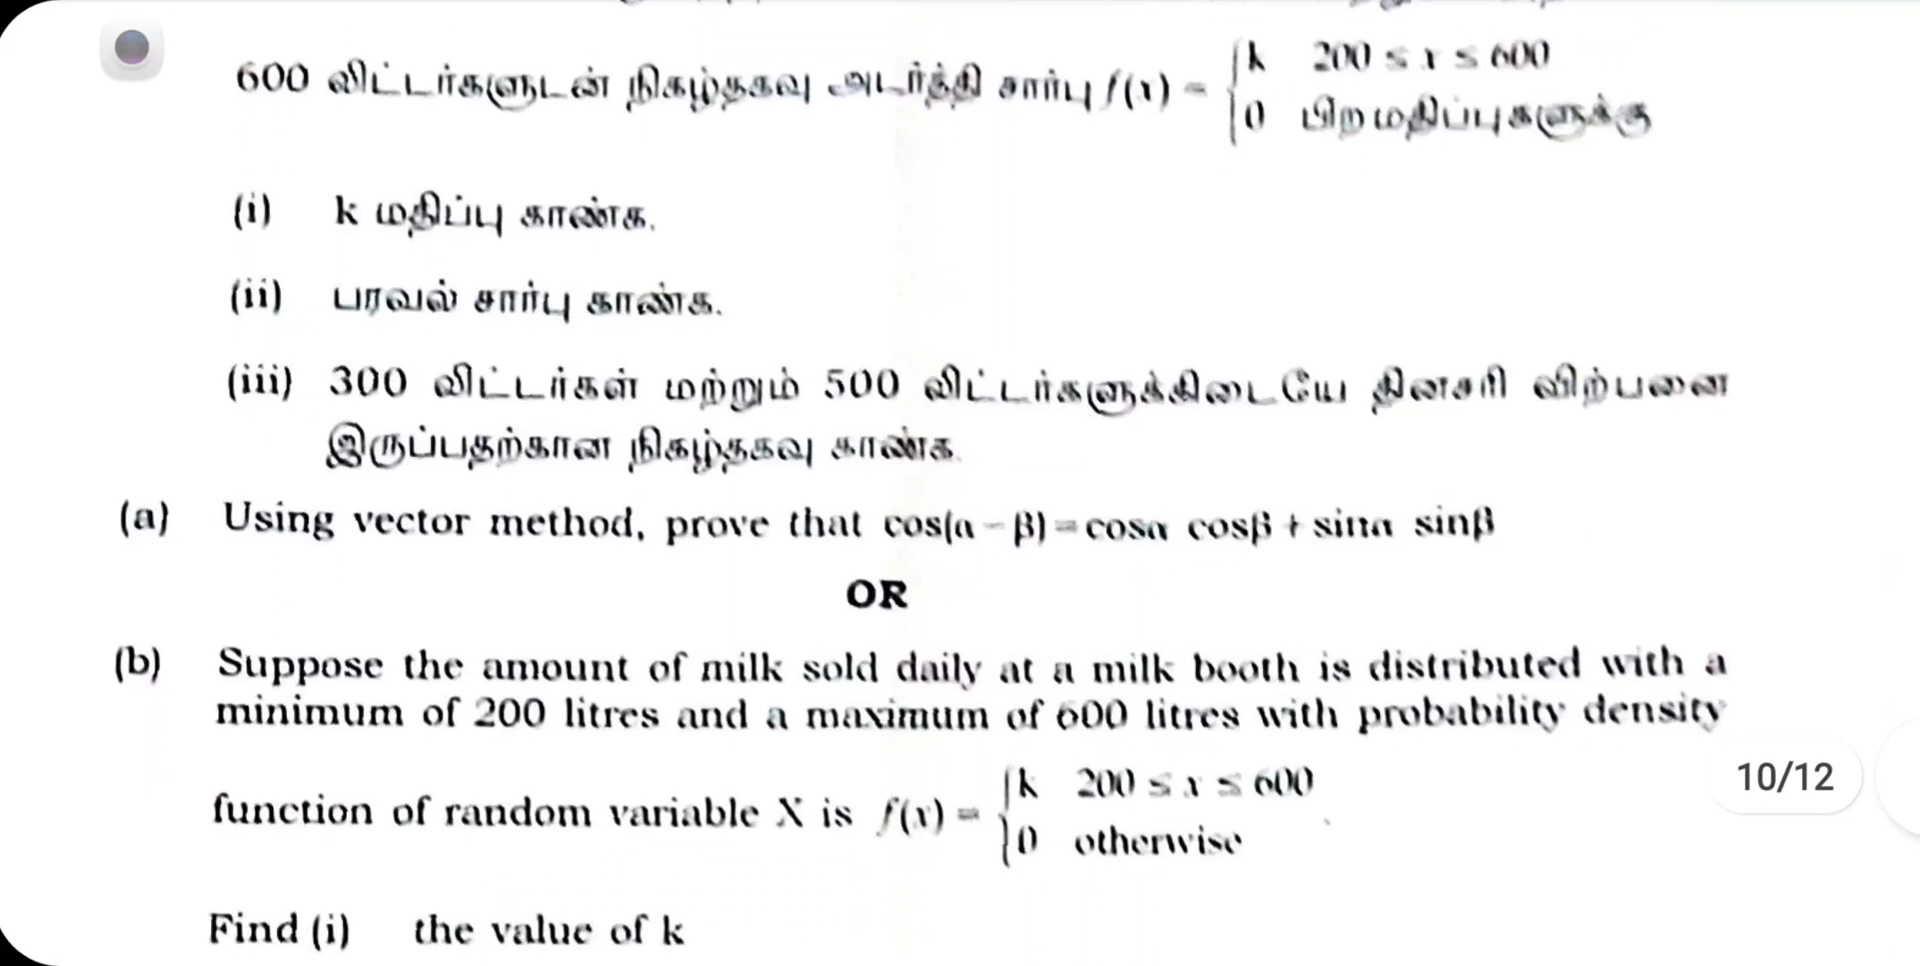 600 லிட்டர்களுடன் நிகழ்தகவு அடர்த்தி சார்பு f(x) = { k 200 ≤ x ≤ 600
0 பிற மதிப்புகளுக்கு
(i) k மதிப்பு காண்க.
(ii) பரவல் சார்பு காண்க.
(iii) 300 லிட்டர்கள் மற்றும் 500 லிட்டர்களுக்கிடையே தினசரி விற்பனை
இருப்பதற்கான நிகழ்தகவு காண்க.
(a) Using vector method, prove that cos(α – β) = cosα cosβ + sinα sinβ
OR
(b) Suppose the amount of milk sold daily at a milk booth is distributed with a
minimum of 200 litres and a maximum of 600 litres with probability density
function of random variable X is f(x) = { k 200 ≤ x ≤ 600
0 otherwise
10/12
Find (i) the value of k